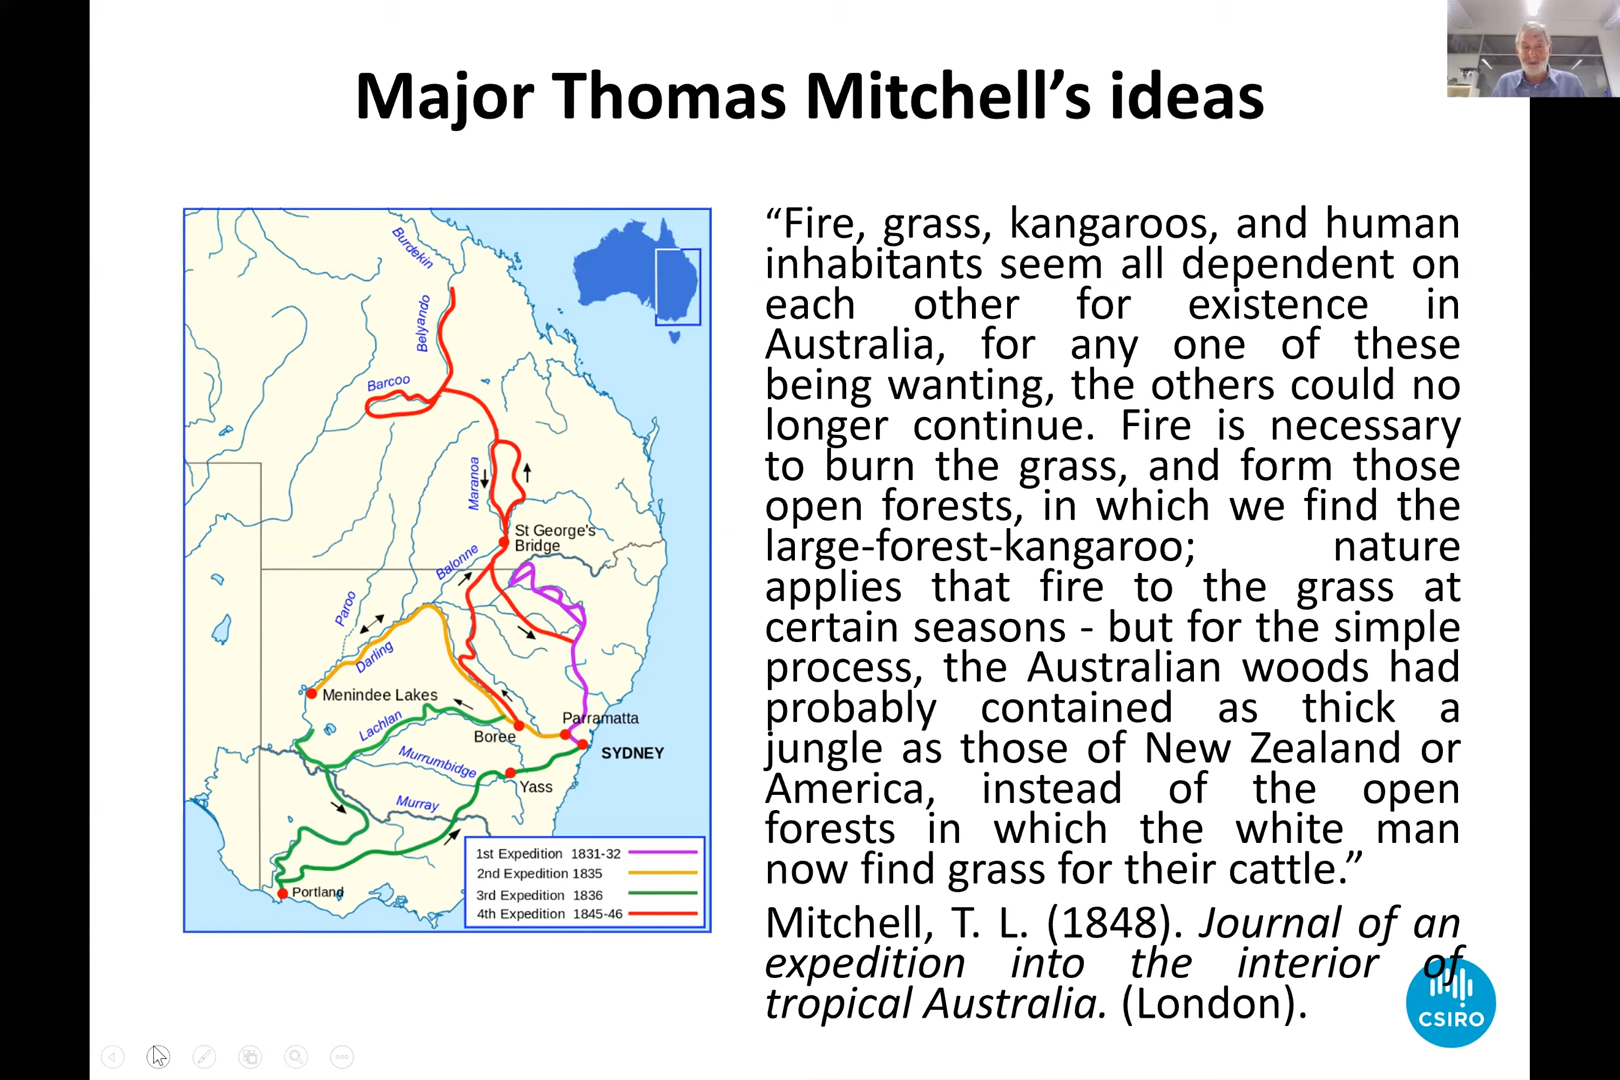 Major Thomas Mitchell’s ideas
Burdekin
Belyando
Barcoo
Maranoa
St George's
Bridge
Balonne
Paroo
Darling
Menindee Lakes
Lachlan
Boree
Parramatta
SYDNEY
Murrumbidge
Yass
Murray
Portland
1st Expedition 1831-32
2nd Expedition 1835
3rd Expedition 1836
4th Expedition 1845-46
“Fire, grass, kangaroos, and human
inhabitants seem all dependent on
each other for existence in
Australia, for any one of these
being wanting, the others could no
longer continue. Fire is necessary
to burn the grass, and form those
open forests, in which we find the
large-forest-kangaroo; nature
applies that fire to the grass at
certain seasons - but for the simple
process, the Australian woods had
probably contained as thick a
jungle as those of New Zealand or
America, instead of the open
forests in which the white man
now find grass for their cattle.”
Mitchell, T. L. (1848). Journal of an
expedition into the interior of
tropical Australia. (London).
CSIRO